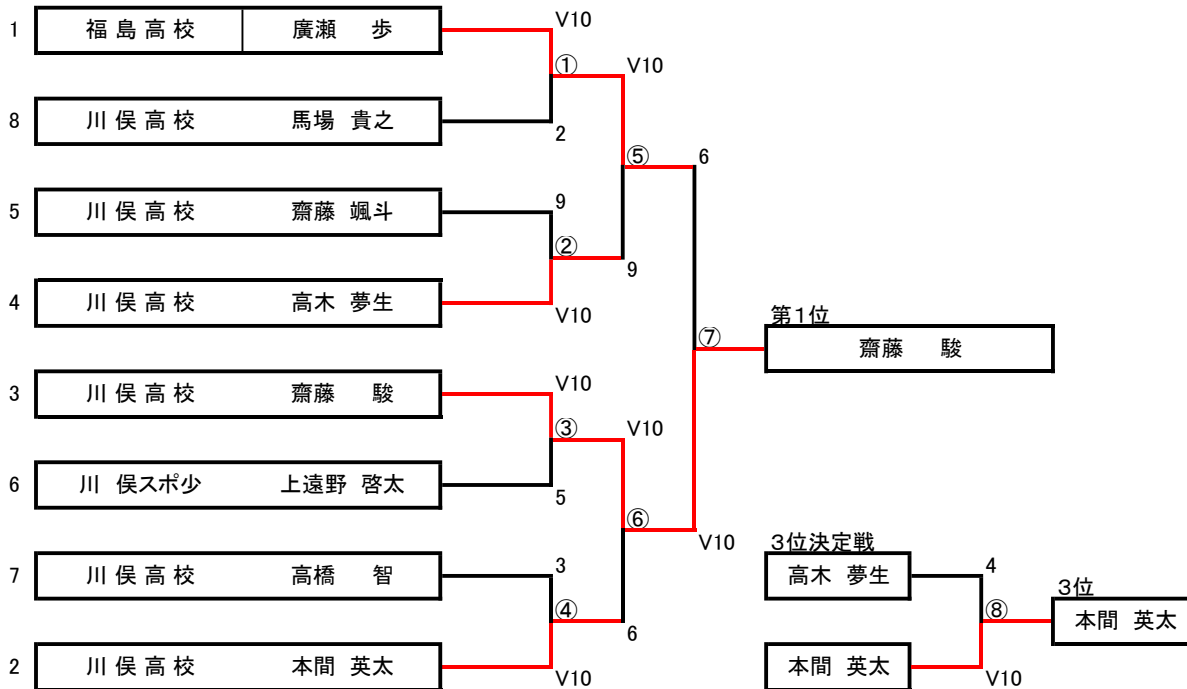 V10
1 福島高校 廣瀬 歩
① V10
8 川俣高校 馬場 貴之
2
⑤ 6
5 川俣高校 齋藤 颯斗 9
②
9
4 川俣高校 高木 夢生
V10
第1位
⑦
齋藤 駿
3 川俣高校 齋藤 駿 V10
③ V10
6 川 俣スポ少 上遠野 啓太
5
⑥
V10 3位決定戦
7 川俣高校 高橋 智 3
高木 夢生 4
④
6
⑧ 3位
本間 英太
2 川俣高校 本間 英太
V10
本間 英太
V10